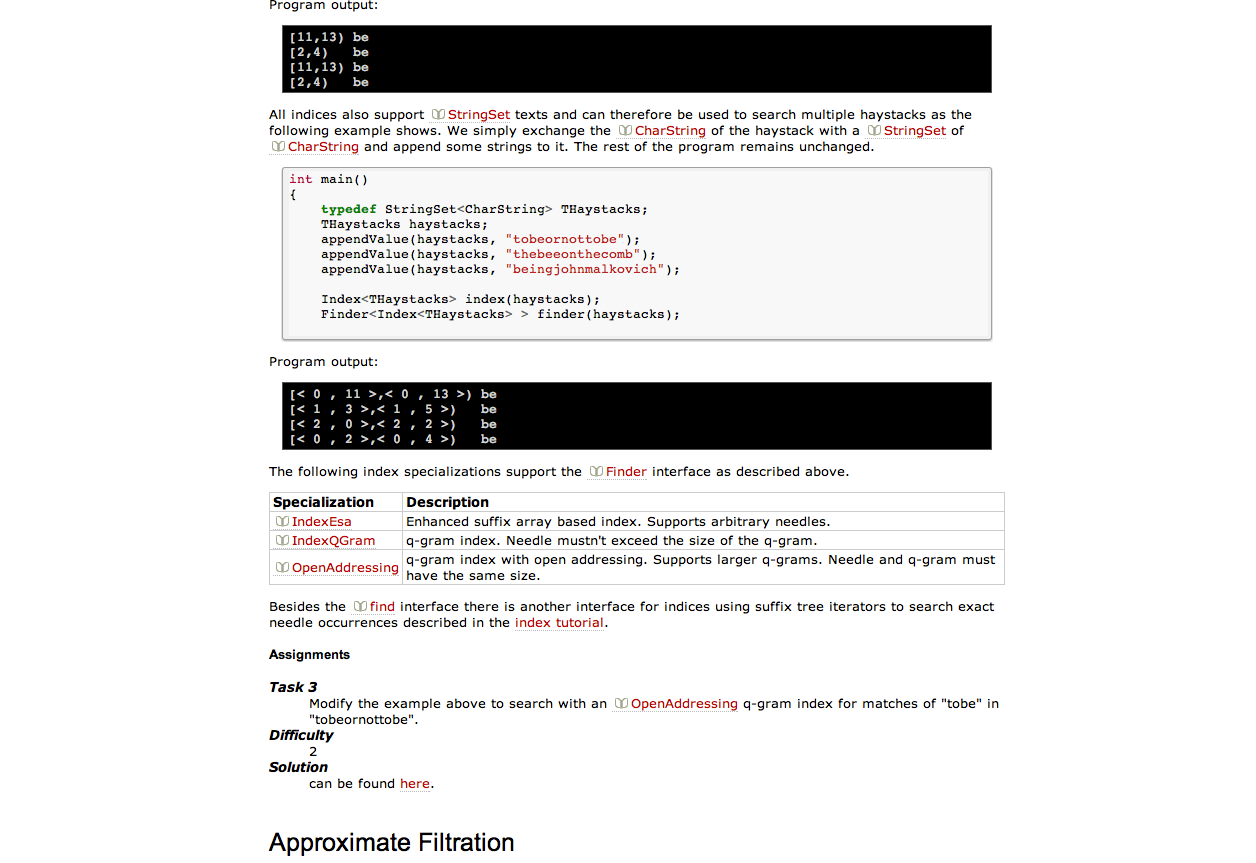 Program output:
[11,13) be
[2,4)   be
[11,13) be
[2,4)   be
All indices also support StringSet texts and can therefore be used to search multiple haystacks as the
following example shows. We simply exchange the CharString of the haystack with a StringSet of
CharString and append some strings to it. The rest of the program remains unchanged.
int main()
{
    typedef StringSet<CharString> THaystacks;
    THaystacks haystacks;
    appendValue(haystacks, "tobeornottobe");
    appendValue(haystacks, "thebeeonthecomb");
    appendValue(haystacks, "beingjohnmalkovich");
    Index<THaystacks> index(haystacks);
    Finder<Index<THaystacks> > finder(haystacks);
Program output:
[< 0 , 11 >,< 0 , 13 >) be
[< 1 , 3 >,< 1 , 5 >)   be
[< 2 , 0 >,< 2 , 2 >)   be
[< 0 , 2 >,< 0 , 4 >)   be
The following index specializations support the Finder interface as described above.
Specialization Description
IndexEsa Enhanced suffix array based index. Supports arbitrary needles.
IndexQGram q-gram index. Needle mustn't exceed the size of the q-gram.
OpenAddressing q-gram index with open addressing. Supports larger q-grams. Needle and q-gram must
have the same size.
Besides the find interface there is another interface for indices using suffix tree iterators to search exact
needle occurrences described in the index tutorial.
Assignments
Task 3
Modify the example above to search with an OpenAddressing q-gram index for matches of "tobe" in
"tobeornottobe".
Difficulty
2
Solution
can be found here.
Approximate Filtration